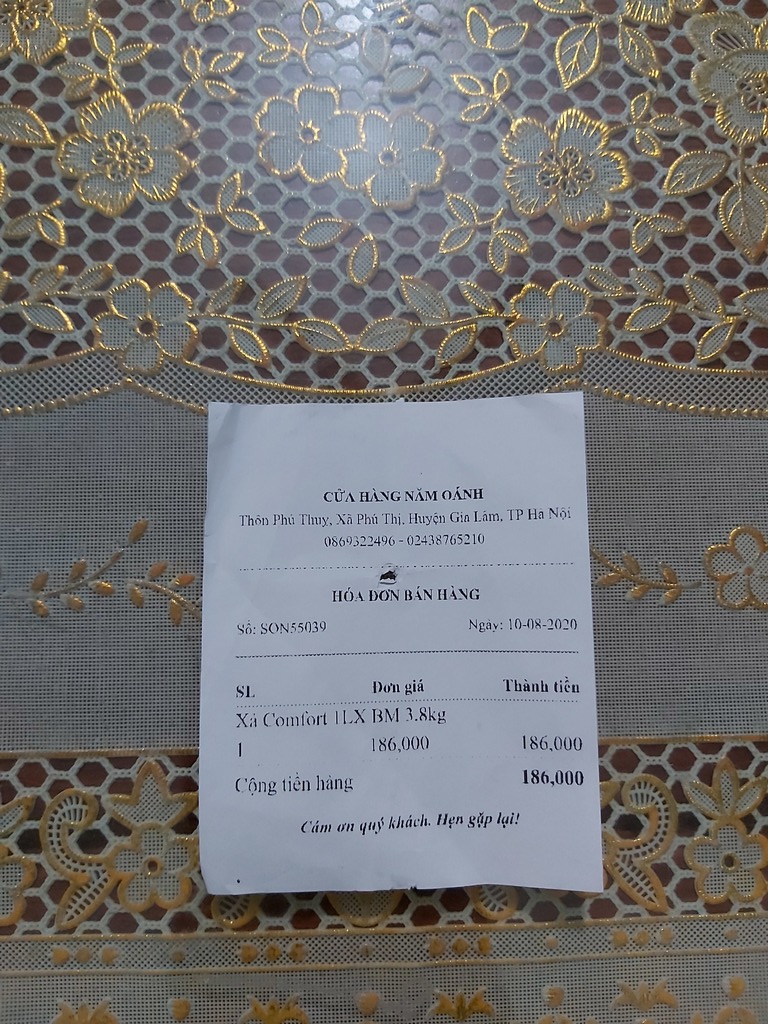 CỬA HÀNG NĂM OÁNH
Thôn Phú Thuỵ, Xã Phú Thị, Huyện Gia Lâm, TP Hà Nội
0869322496 - 02438765210
HÓA ĐƠN BÁN HÀNG
Số: SON55039 Ngày: 10-08-2020
SL Đơn giá Thành tiền
Xả Comfort 1LX BM 3.8kg
1 186,000 186,000
Cộng tiền hàng 186,000
Cám ơn quý khách. Hẹn gặp lại!